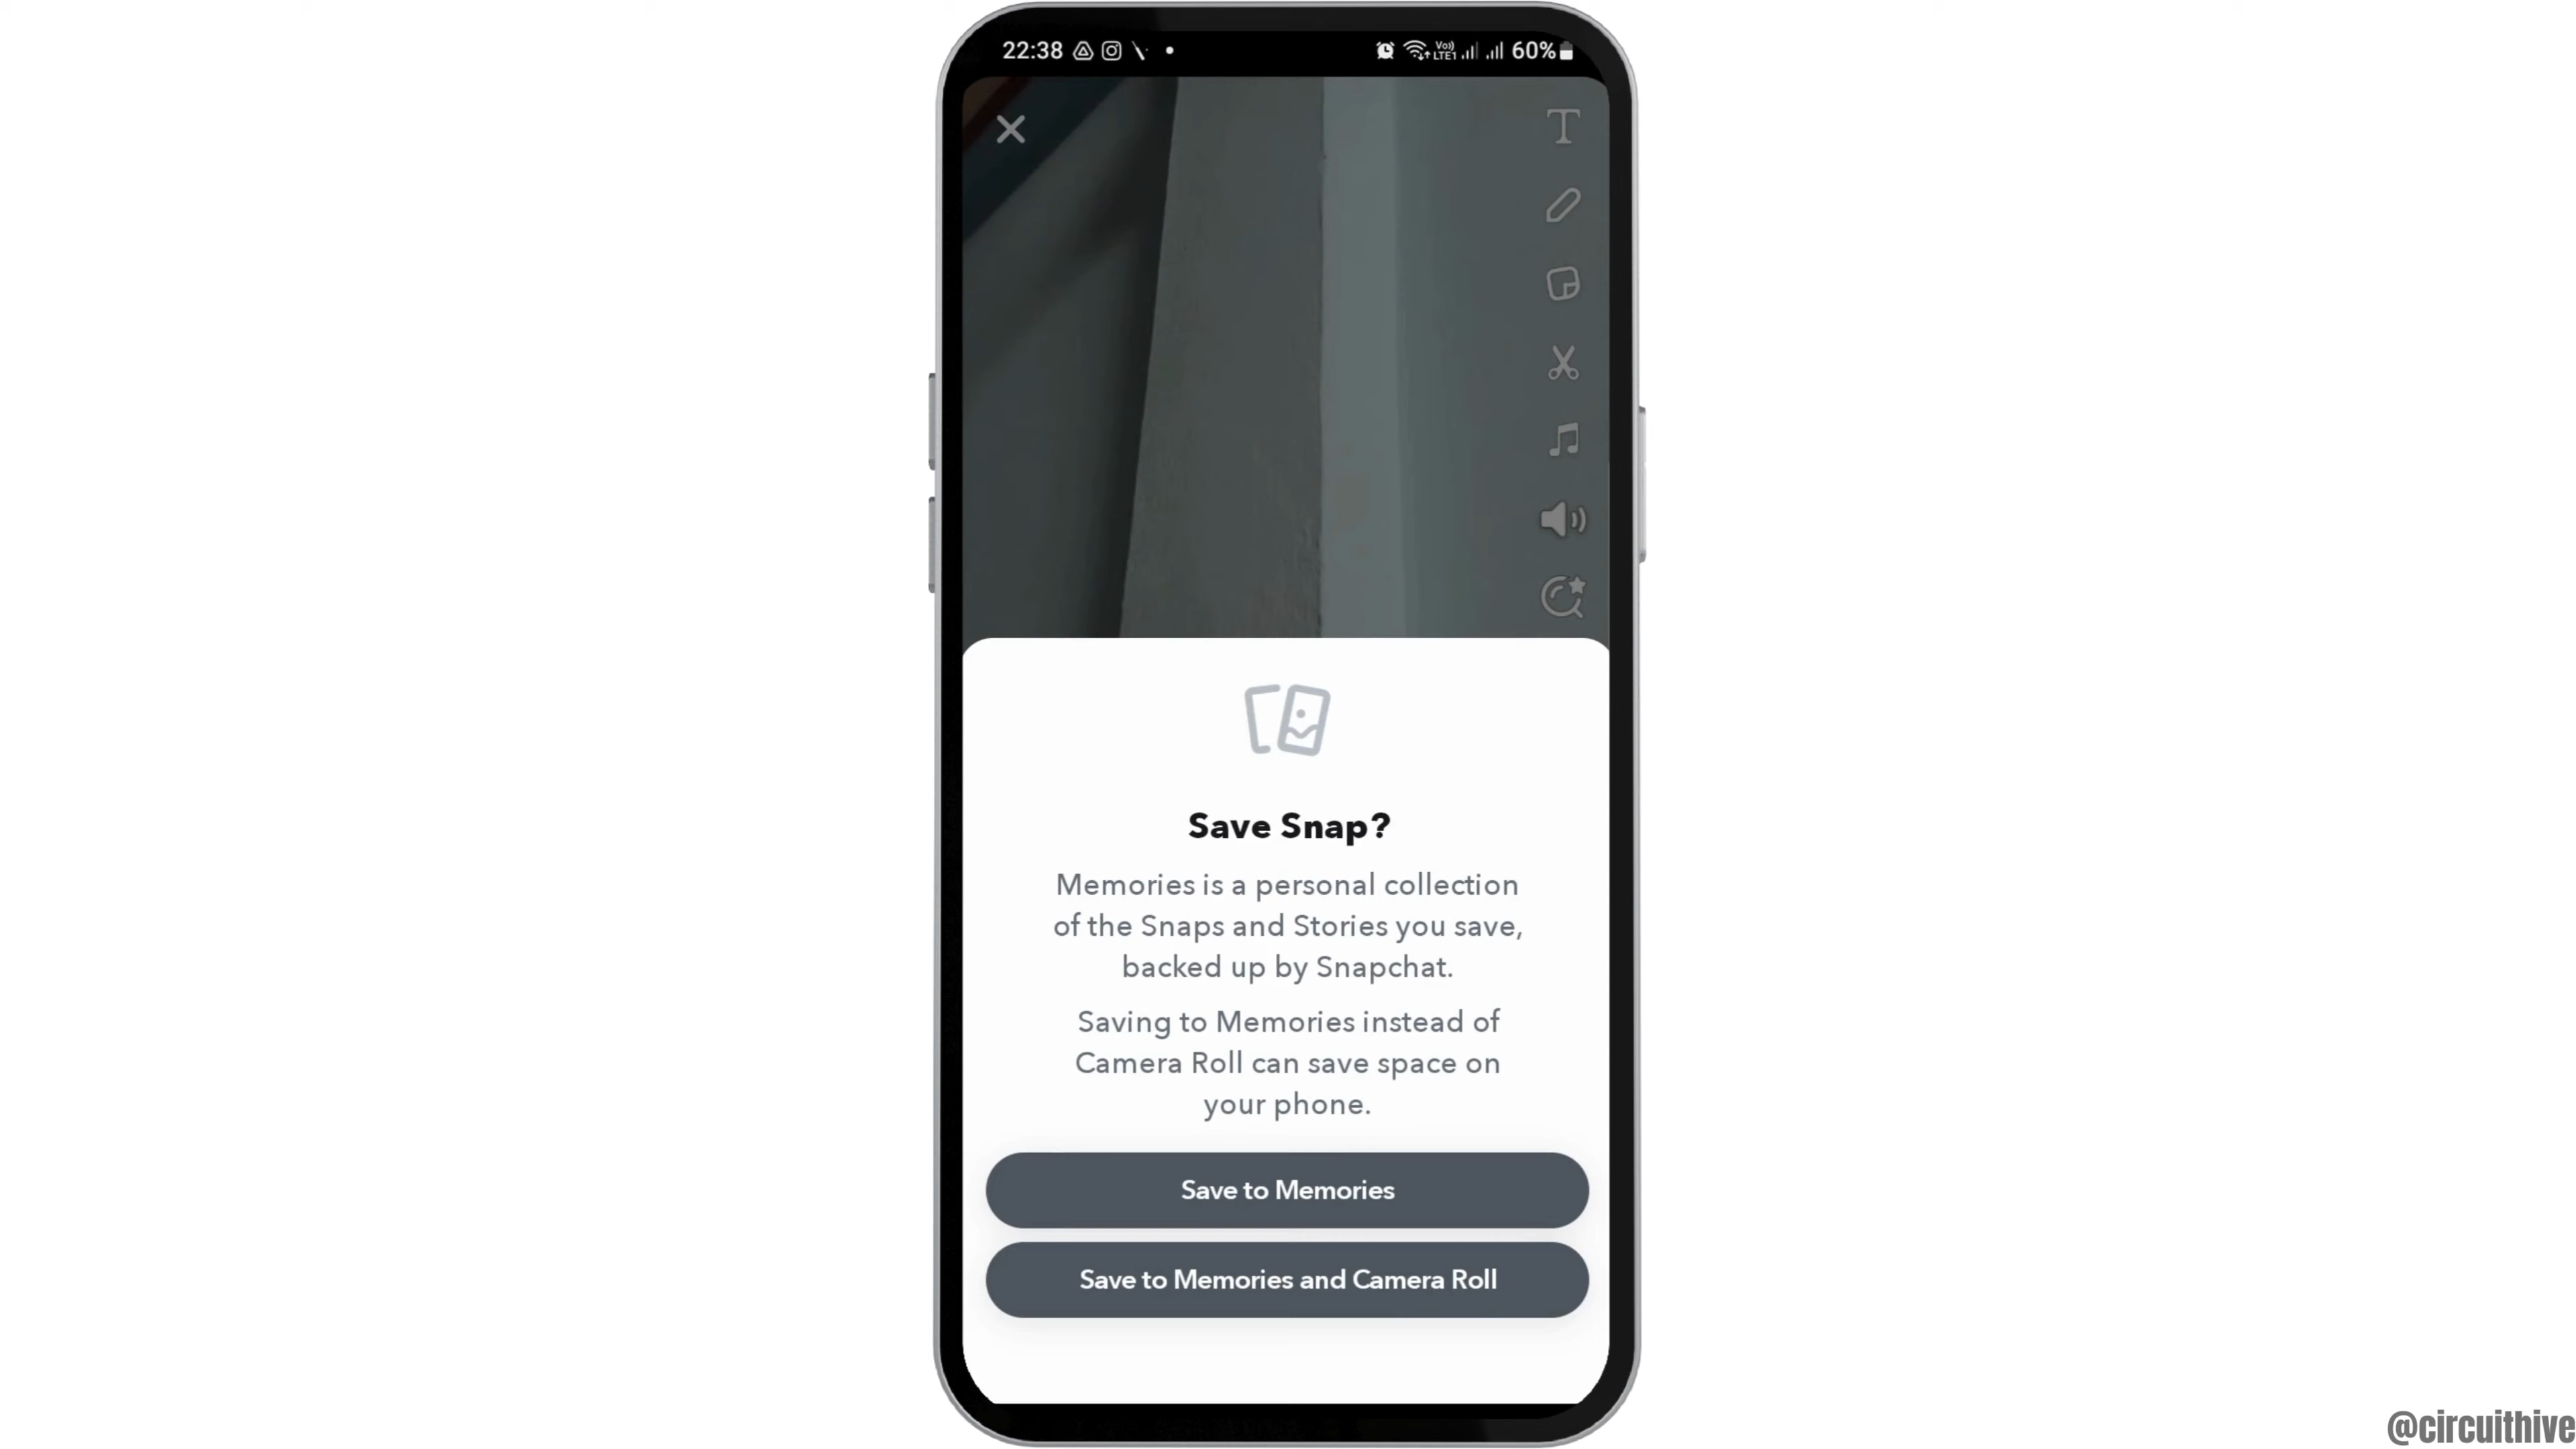 22:38
Vo) LTE1 60%
T
Save Snap?
Memories is a personal collection
of the Snaps and Stories you save,
backed up by Snapchat.
Saving to Memories instead of
Camera Roll can save space on
your phone.
Save to Memories
Save to Memories and Camera Roll
@circuithive